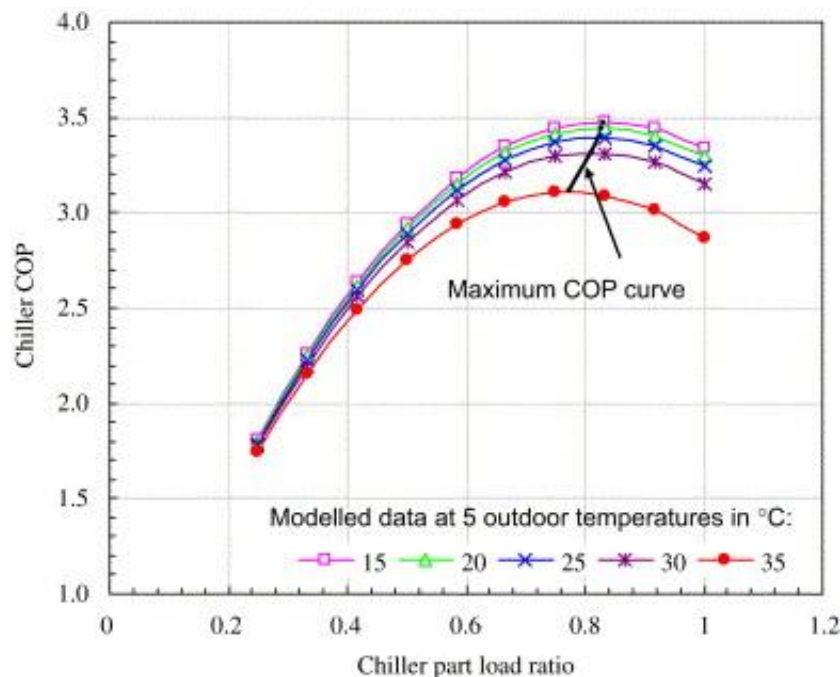 4.0
3.5
3.0
2.5
2.0
1.5
1.0
Chiller COP
Maximum COP curve
Modelled data at 5 outdoor temperatures in °C:
15 20 25 30 35
0 0.2 0.4 0.6 0.8 1 1.2
Chiller part load ratio